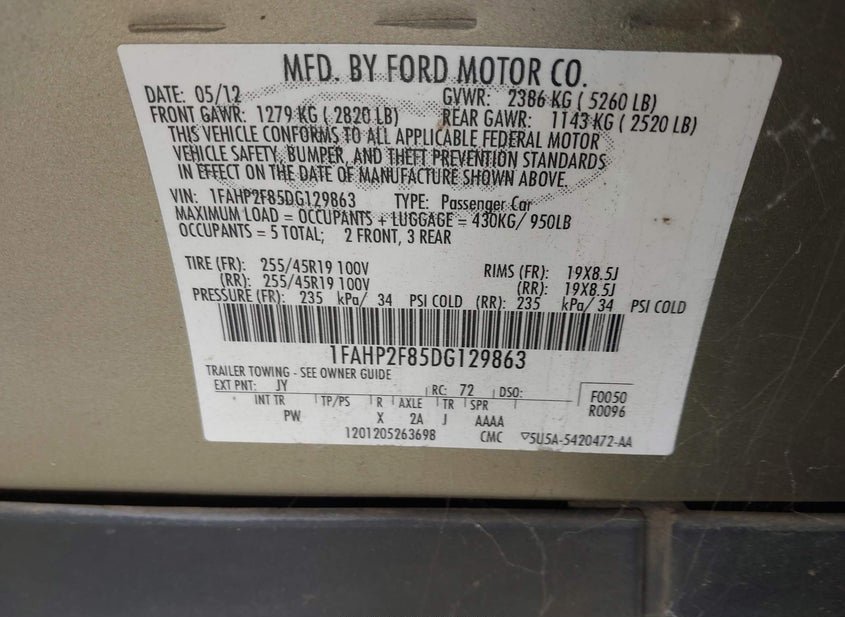 MFD. BY FORD MOTOR CO.
DATE: 05/12 GVWR: 2386 KG ( 5260 LB)
FRONT GAWR: 1279 KG ( 2820 LB) REAR GAWR: 1143 KG ( 2520 LB)
THIS VEHICLE CONFORMS TO ALL APPLICABLE FEDERAL MOTOR
VEHICLE SAFETY, BUMPER, AND THEFT PREVENTION STANDARDS
IN EFFECT ON THE DATE OF MANUFACTURE SHOWN ABOVE.
VIN: 1FAHP2F85DG129863 TYPE: Passenger Car
MAXIMUM LOAD = OCCUPANTS + LUGGAGE = 430KG/ 950LB
OCCUPANTS = 5 TOTAL; 2 FRONT, 3 REAR
TIRE (FR): 255/45R19 100V RIMS (FR): 19X8.5J
(RR): 255/45R19 100V (RR): 19X8.5J
PRESSURE (FR): 235 kPa/ 34 PSI COLD (RR): 235 kPa/ 34 PSI COLD
1FAHP2F85DG129863
TRAILER TOWING - SEE OWNER GUIDE
EXT PNT: JY RC: 72 DSO: F0050
INT TR TP/PS R AXLE TR SPR R0096
PW X 2A J AAAA
1201205263698 CMC 5U5A-5420472-AA